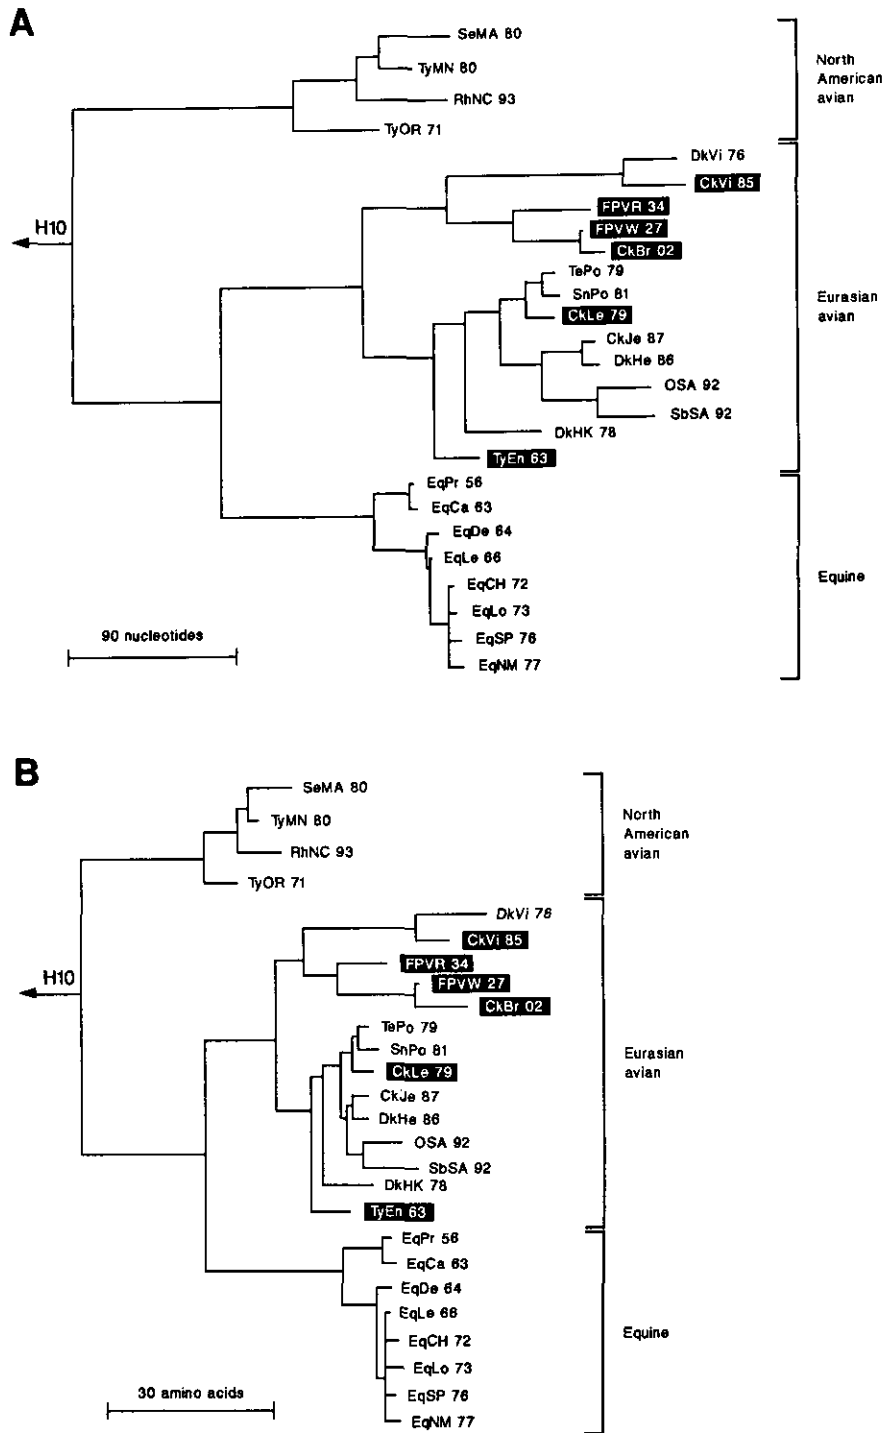 A
SeMA 80
TyMN 80
RhNC 93
TyOR 71
North
American
avian
H10
DkVi 76
CkVi 85
FPVR 34
FPVW 27
CkBr 02
TePo 79
SnPo 81
CkLe 79
CkJe 87
DkHe 86
OSA 92
SbSA 92
DkHK 78
TyEn 63
Eurasian
avian
EqPr 56
EqCa 63
EqDe 64
EqLe 66
EqCH 72
EqLo 73
EqSP 76
EqNM 77
Equine
90 nucleotides
B
SeMA 80
TyMN 80
RhNC 93
TyOR 71
North
American
avian
H10
DkVi 76
CkVi 85
FPVR 34
FPVW 27
CkBr 02
TePo 79
SnPo 81
CkLe 79
CkJe 87
DkHe 86
OSA 92
SbSA 92
DkHK 78
TyEn 63
Eurasian
avian
EqPr 56
EqCa 63
EqDe 64
EqLe 66
EqCH 72
EqLo 73
EqSP 76
EqNM 77
Equine
30 amino acids